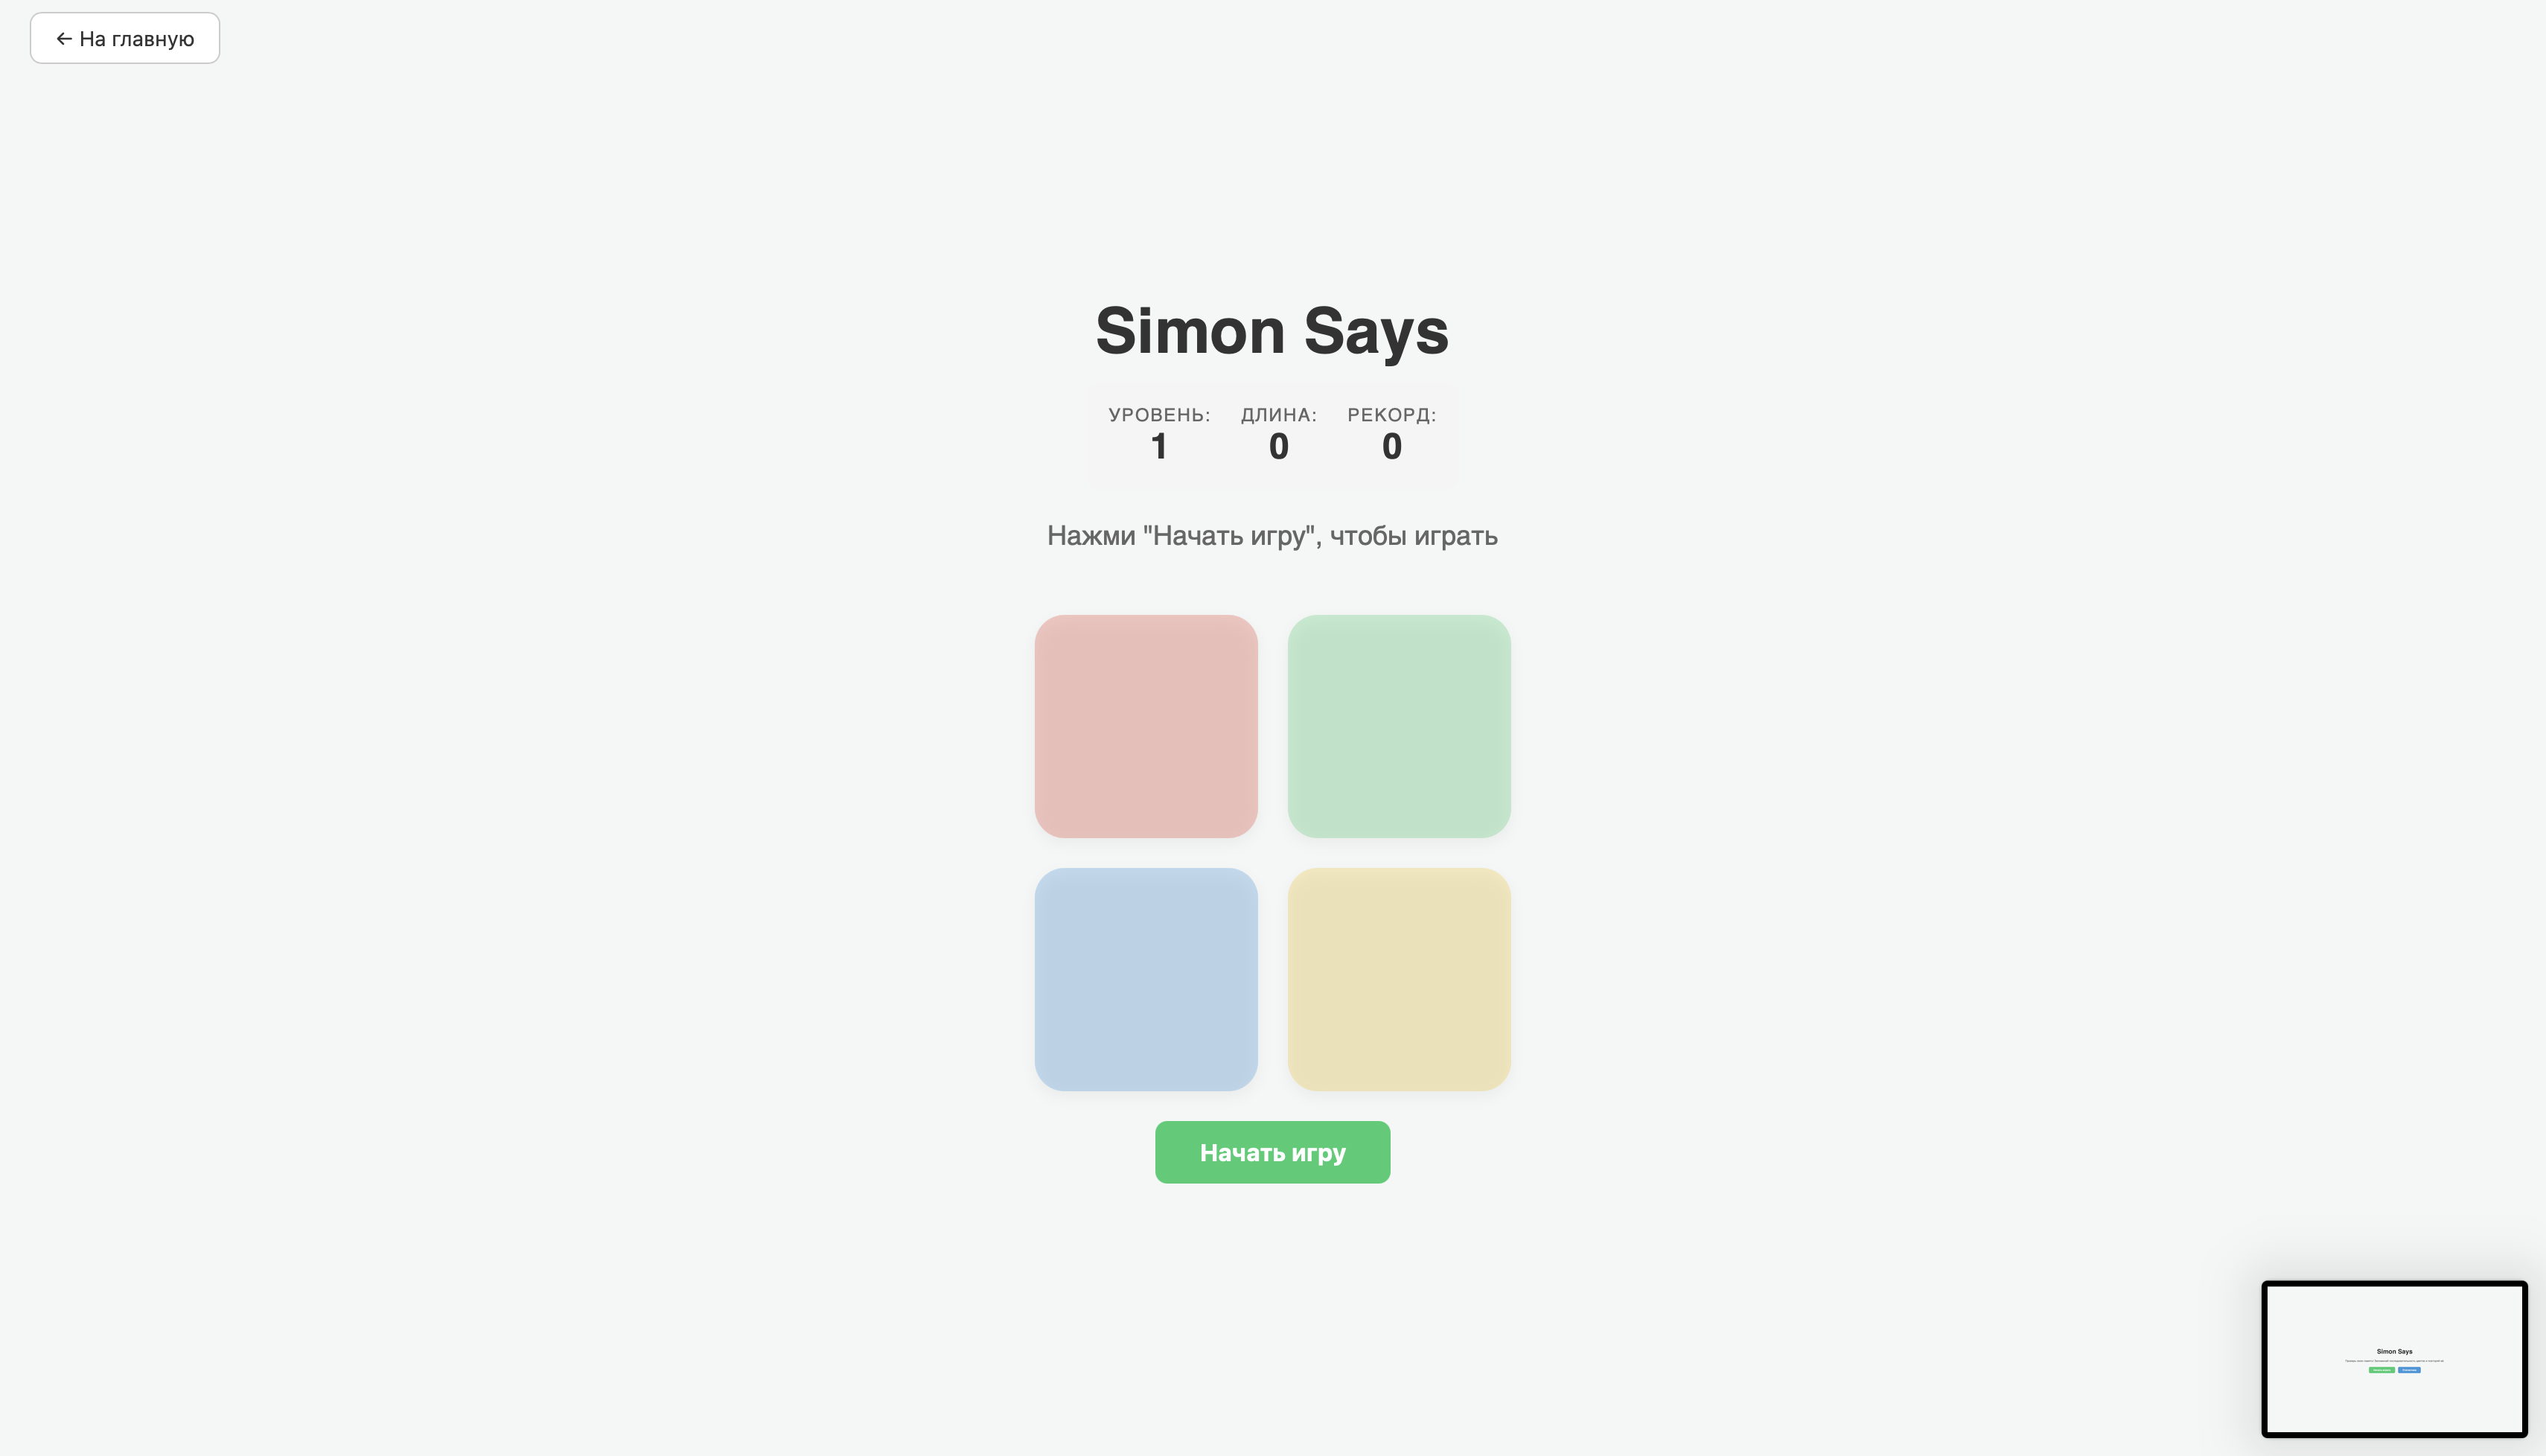 ← На главную
Simon Says
УРОВЕНЬ: ДЛИНА: РЕКОРД:
1 0 0
Нажми "Начать игру", чтобы играть
Начать игру
Simon Says